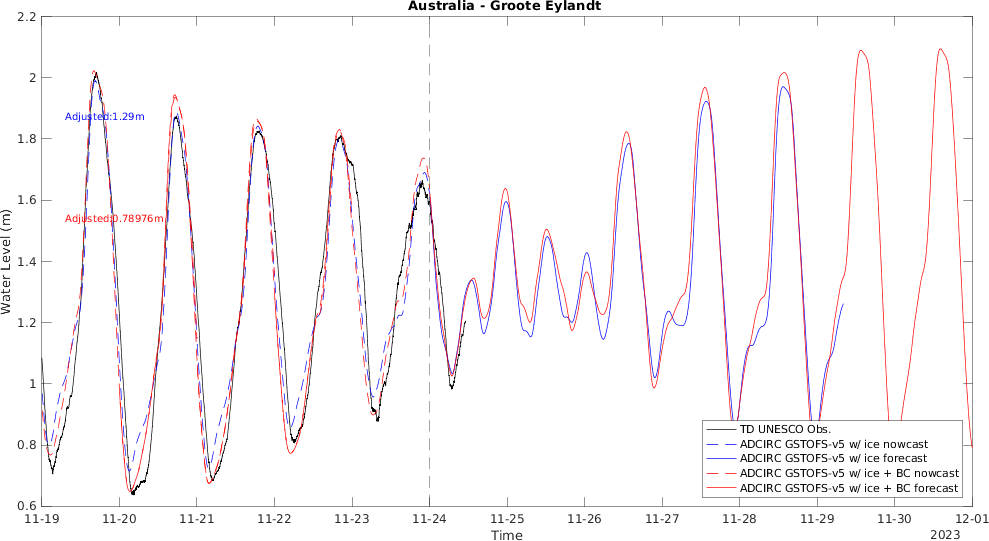 Australia - Groote Eylandt
Water Level (m)
2.2
2
1.8
1.6
1.4
1.2
1
0.8
0.6
Adjusted:1.29m
Adjusted:0.78976m
TD UNESCO Obs.
ADCIRC GSTOFS-v5 w/ ice nowcast
ADCIRC GSTOFS-v5 w/ ice forecast
ADCIRC GSTOFS-v5 w/ ice + BC nowcast
ADCIRC GSTOFS-v5 w/ ice + BC forecast
11-19 11-20 11-21 11-22 11-23 11-24 11-25 11-26 11-27 11-28 11-29 11-30 12-01
Time
2023